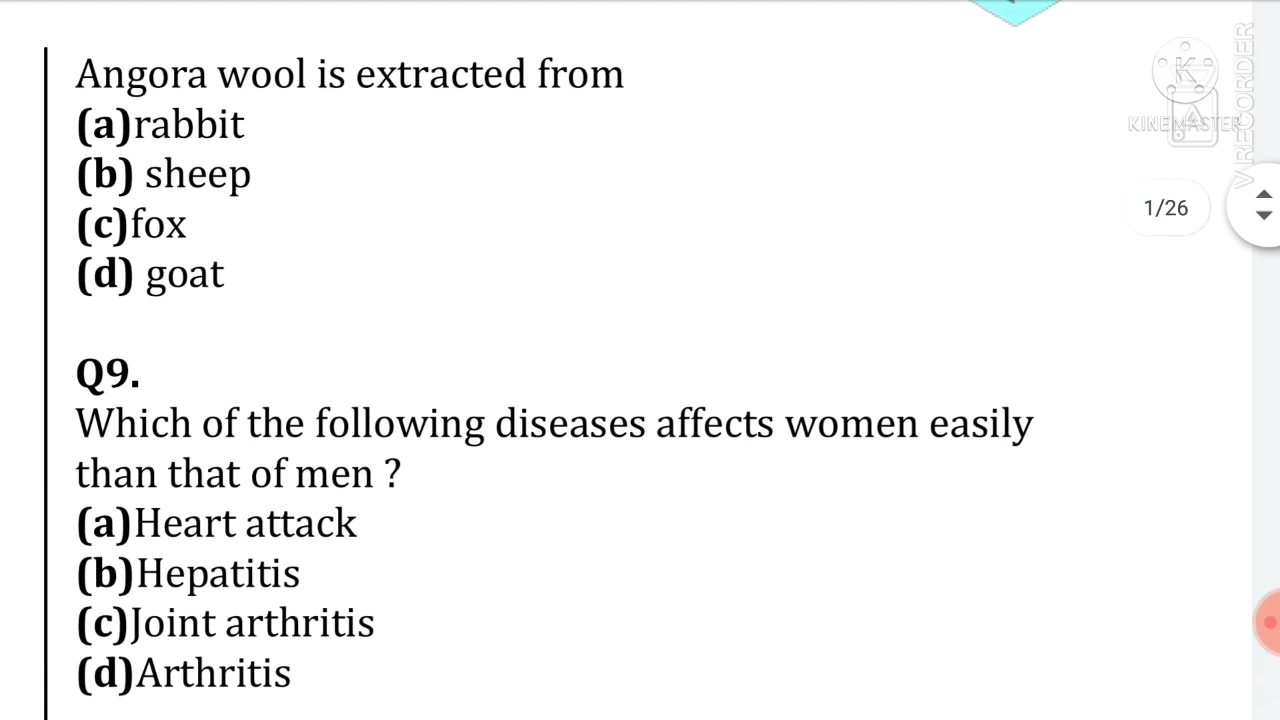 Angora wool is extracted from
(a)rabbit
(b) sheep
(c)fox
(d) goat
Q9.
Which of the following diseases affects women easily
than that of men ?
(a)Heart attack
(b)Hepatitis
(c)Joint arthritis
(d)Arthritis
K
KINEMASTER
V RECORDER
1/26